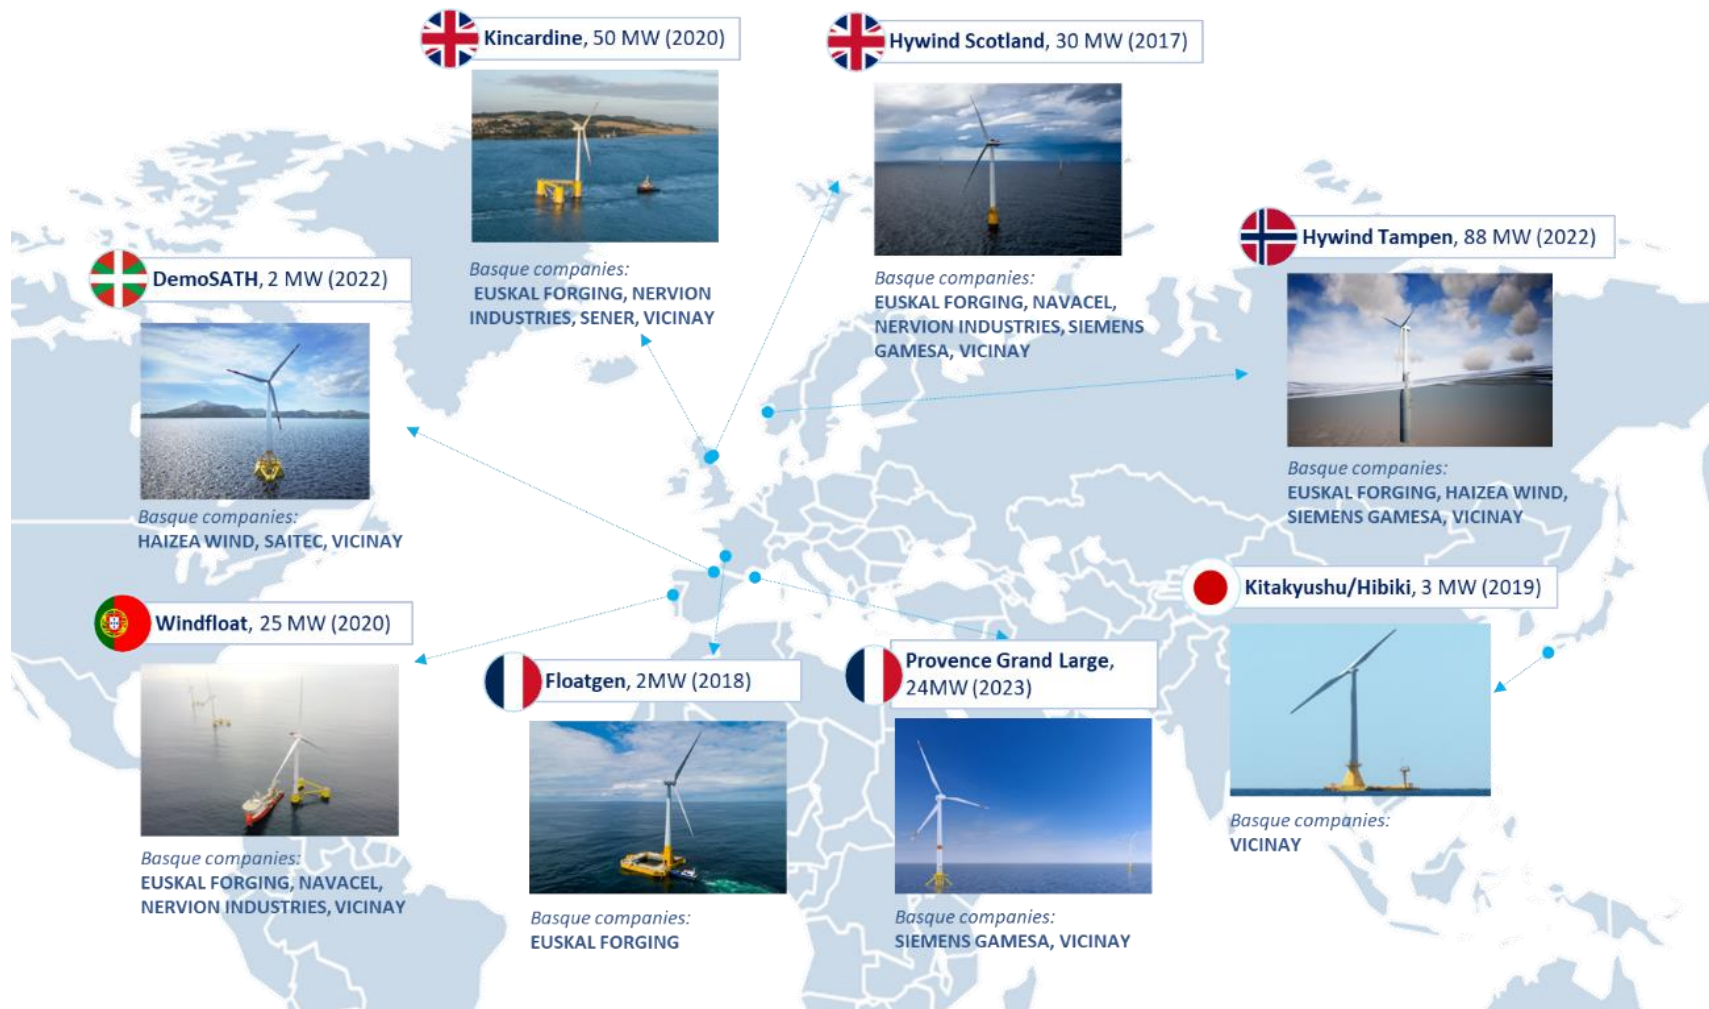 Kincardine, 50 MW (2020)
Basque companies:
EUSKAL FORGING, NERVION
INDUSTRIES, SENER, VICINAY
Hywind Scotland, 30 MW (2017)
Basque companies:
EUSKAL FORGING, NAVACEL,
NERVION INDUSTRIES, SIEMENS
GAMESA, VICINAY
Hywind Tampen, 88 MW (2022)
Basque companies:
EUSKAL FORGING, HAIZEA WIND,
SIEMENS GAMESA, VICINAY
DemoSATH, 2 MW (2022)
Basque companies:
HAIZEA WIND, SAITEC, VICINAY
Windfloat, 25 MW (2020)
Basque companies:
EUSKAL FORGING, NAVACEL,
NERVION INDUSTRIES, VICINAY
Floatgen, 2MW (2018)
Basque companies:
EUSKAL FORGING
Provence Grand Large,
24MW (2023)
Basque companies:
SIEMENS GAMESA, VICINAY
Kitakyushu/Hibiki, 3 MW (2019)
Basque companies:
VICINAY